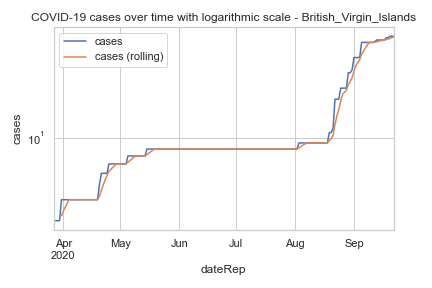 COVID-19 cases over time with logarithmic scale - British_Virgin_Islands
cases
cases (rolling)
cases
10¹
Apr May Jun Jul Aug Sep
2020
dateRep